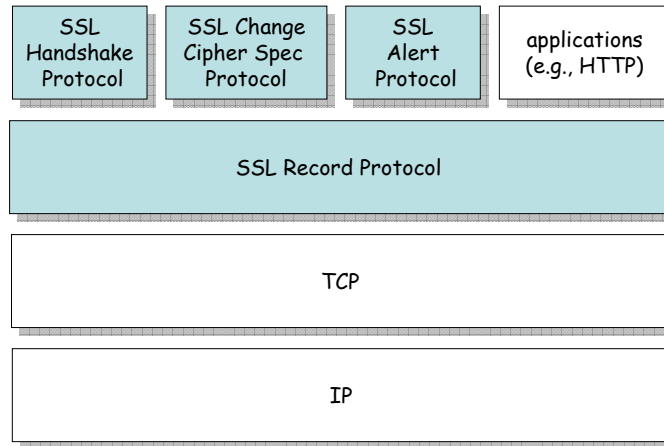 SSL
Handshake
Protocol
SSL Change
Cipher Spec
Protocol
SSL
Alert
Protocol
applications
(e.g., HTTP)
SSL Record Protocol
TCP
IP